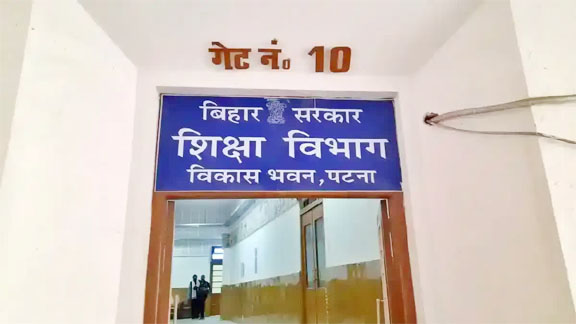 गेट नं० 10
बिहार सरकार
शिक्षा विभाग
विकास भवन, पटना